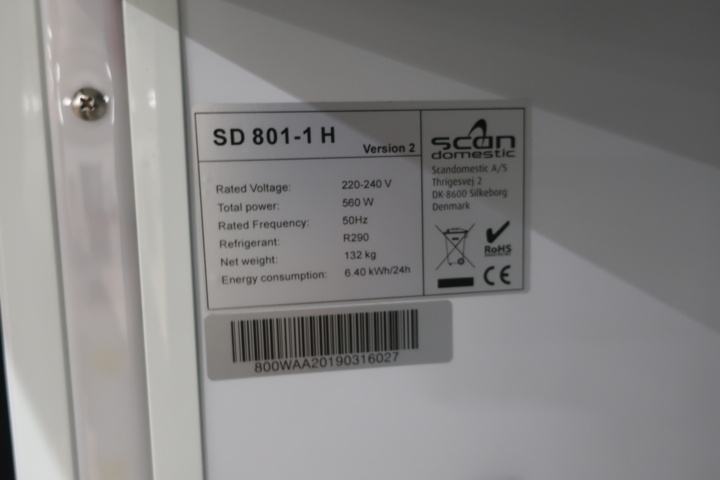 SD 801-1 H
Version 2
Rated Voltage: 220-240 V
Total power: 560 W
Rated Frequency: 50Hz
Refrigerant: R290
Net weight: 132 kg
Energy consumption: 6.40 kWh/24h
scan
domestic
Scandomestic A/S
Thrigesvej 2
DK-8600 Silkeborg
Denmark
RoHS
CE
800WAA20190316027